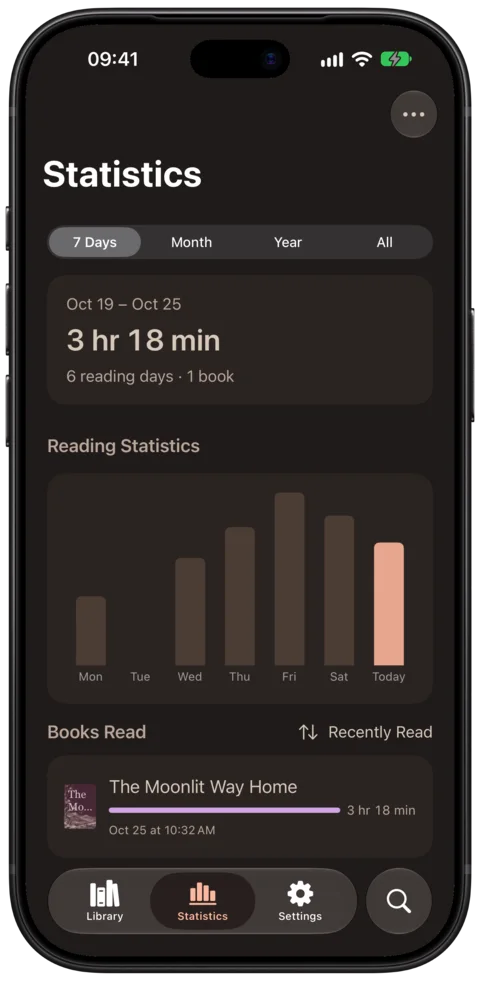 09:41
Statistics
7 Days Month Year All
Oct 19 – Oct 25
3 hr 18 min
6 reading days · 1 book
Reading Statistics
Mon Tue Wed Thu Fri Sat Today
Books Read Recently Read
The
Mo...
The Moonlit Way Home
3 hr 18 min
Oct 25 at 10:32 AM
Library Statistics Settings